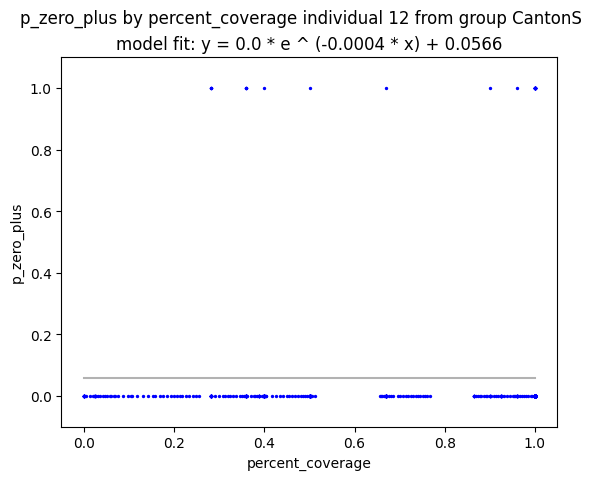 p_zero_plus by percent_coverage individual 12 from group CantonS
model fit: y = 0.0 * e ^ (-0.0004 * x) + 0.0566
1.0
0.8
0.6
0.4
0.2
0.0
p_zero_plus
0.0 0.2 0.4 0.6 0.8 1.0
percent_coverage